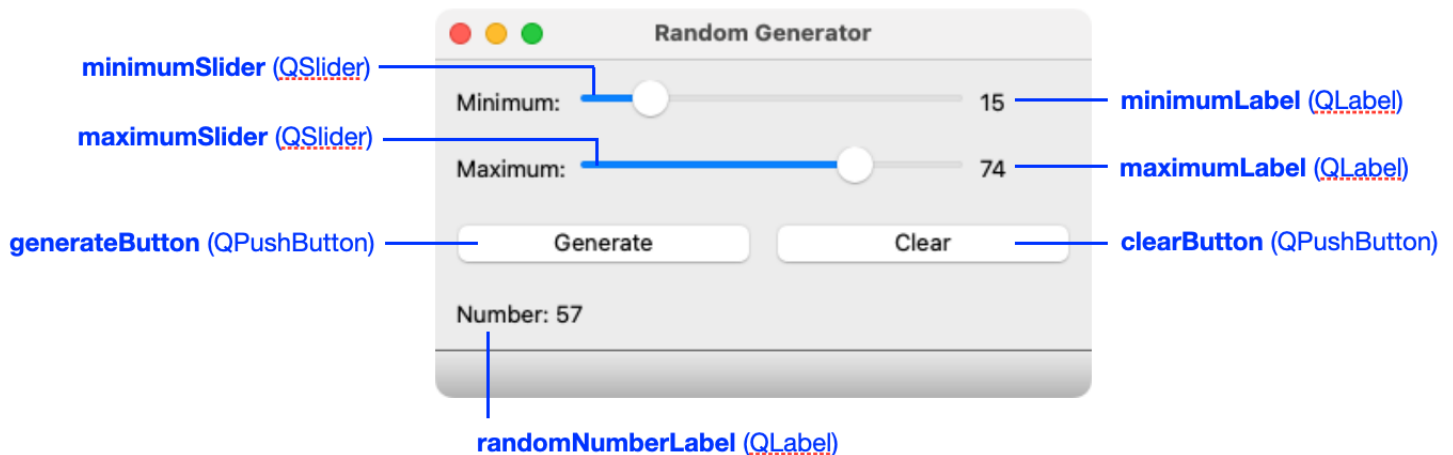 Random Generator
minimumSlider (QSlider)
Minimum: 15
minimumLabel (QLabel)
maximumSlider (QSlider)
Maximum: 74
maximumLabel (QLabel)
generateButton (QPushButton)
Generate
Clear
clearButton (QPushButton)
Number: 57
randomNumberLabel (QLabel)